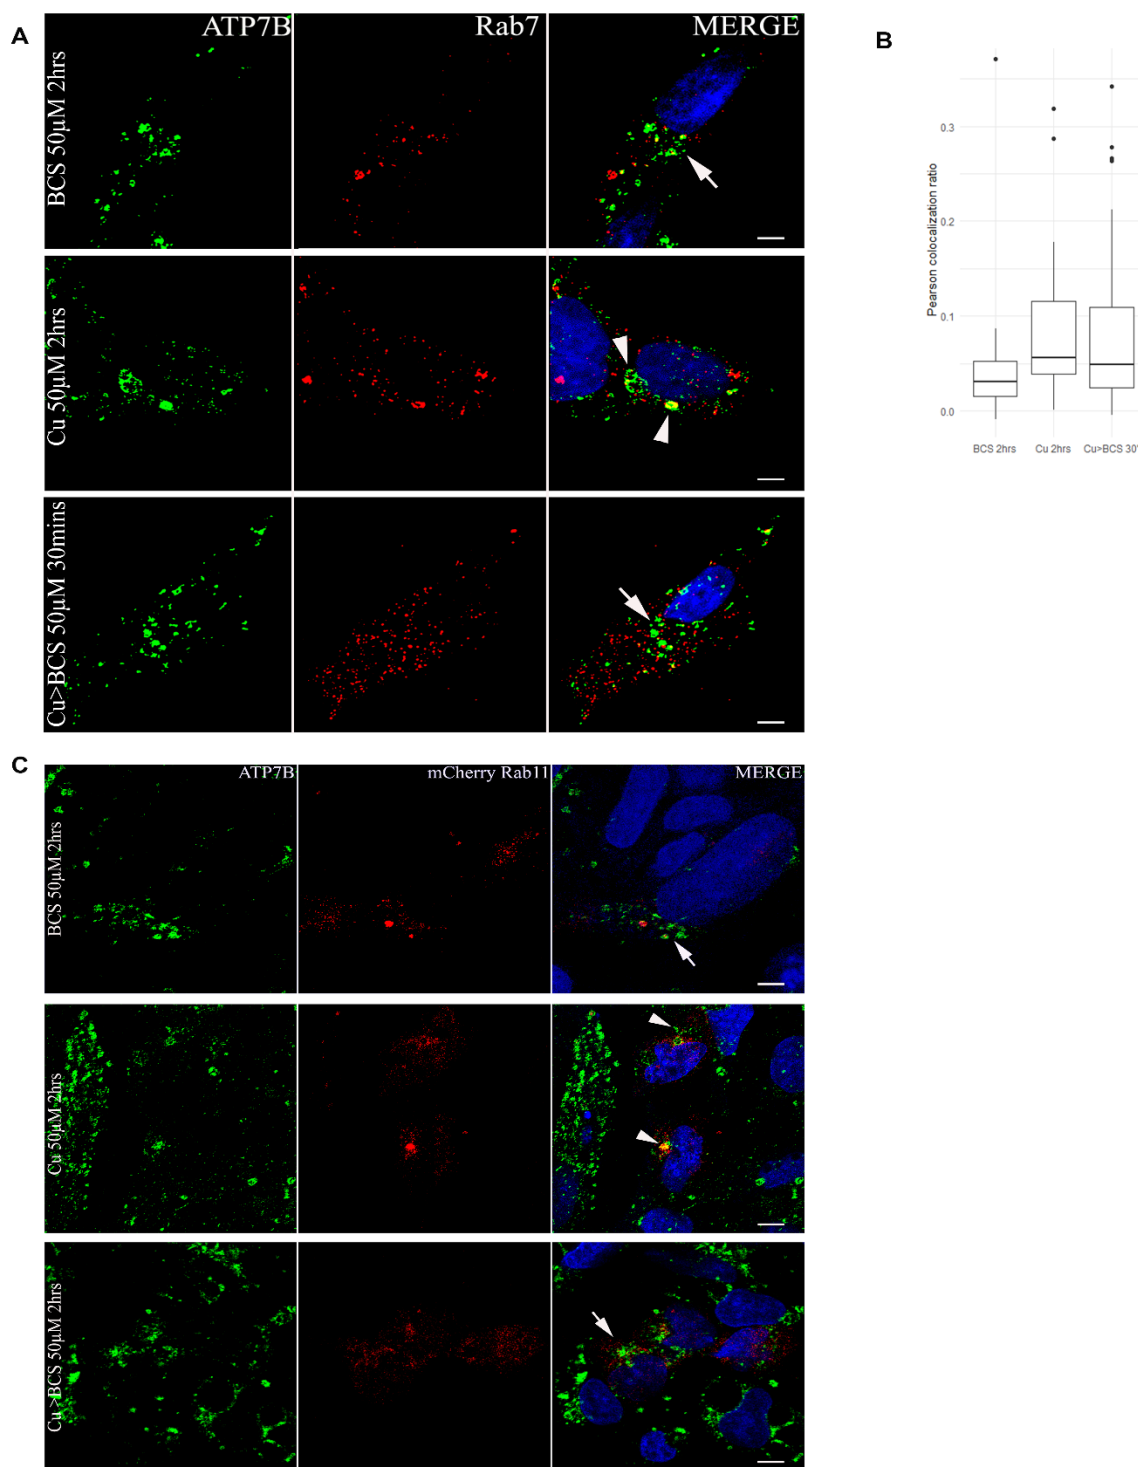 A
ATP7B
Rab7
MERGE
BCS 50µM 2hrs
Cu 50µM 2hrs
Cu>BCS 50µM 30mins
B
Pearson colocalization ratio
0.3
0.2
0.1
0.0
BCS 2hrs
Cu 2hrs
Cu>BCS 30'
C
ATP7B
mCherry Rab11
MERGE
BCS 50µM 2hrs
Cu 50µM 2hrs
Cu>BCS 50µM 2hrs